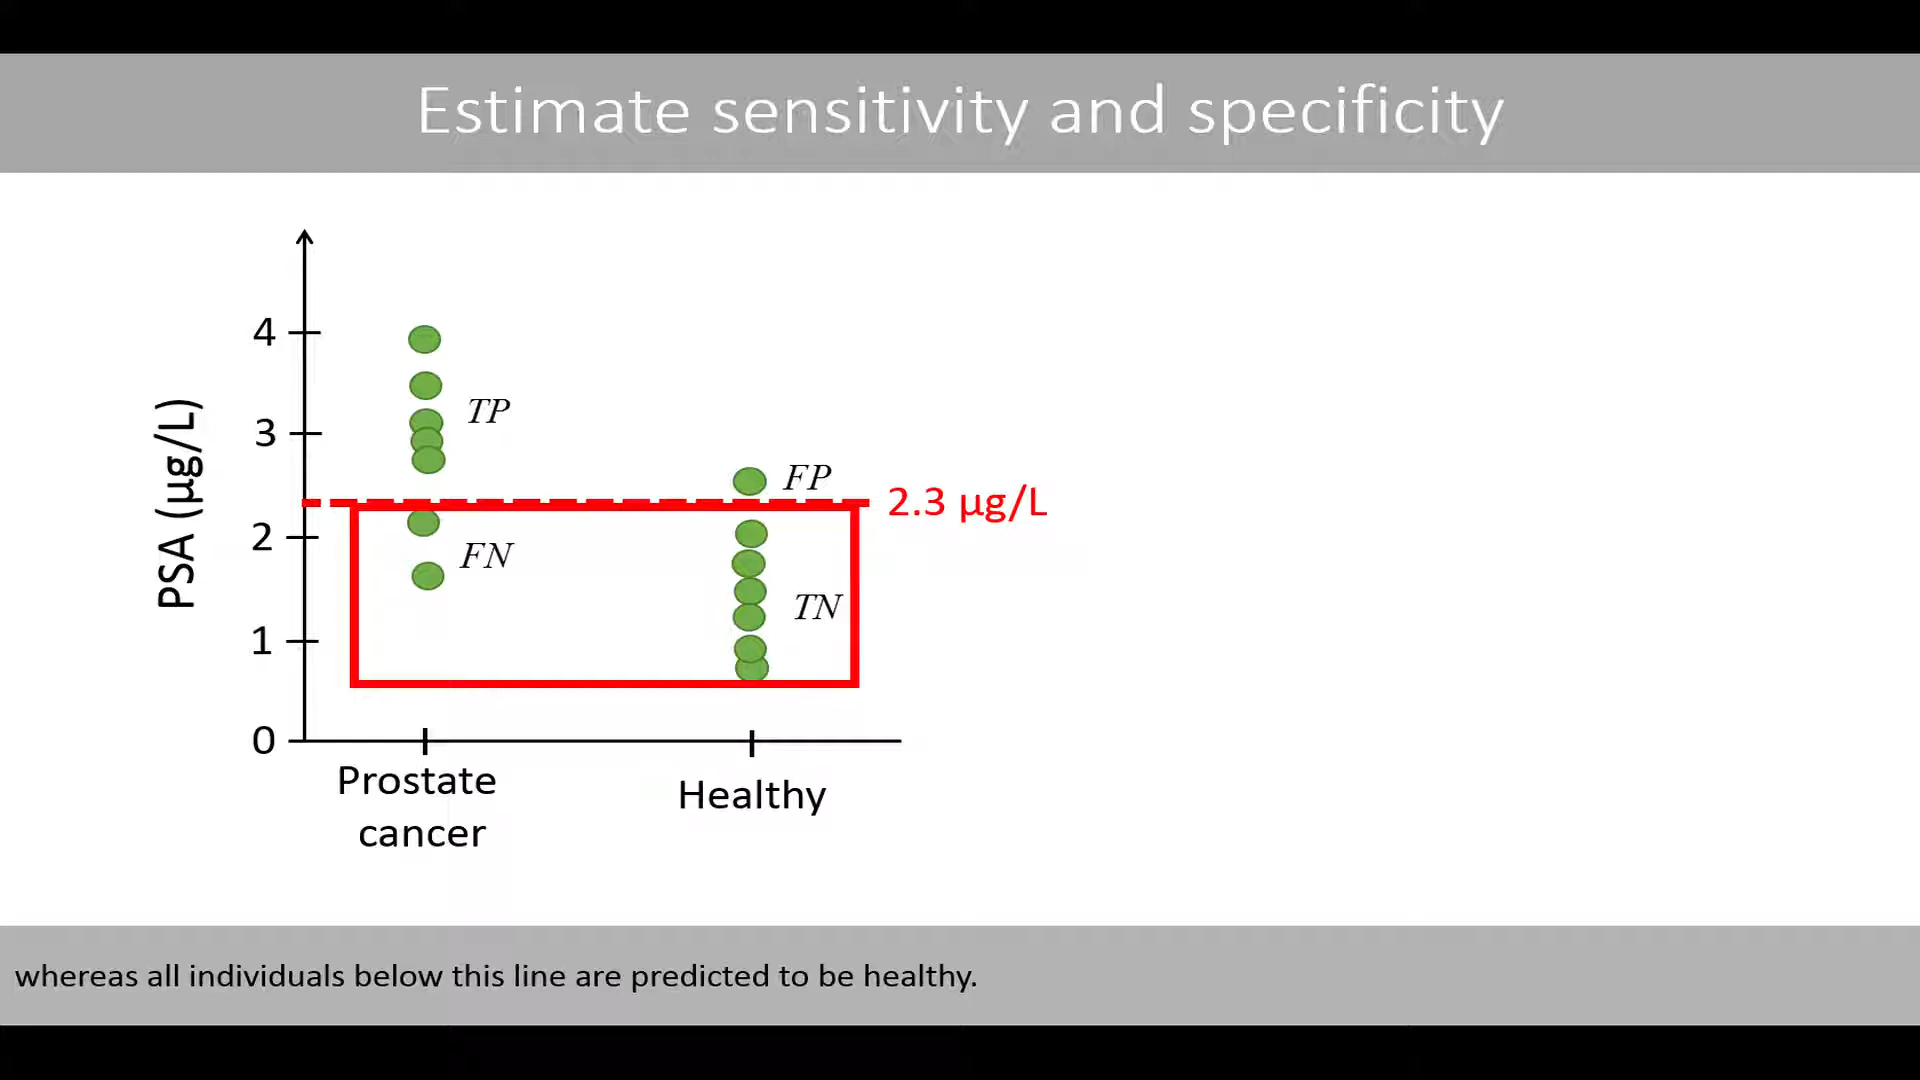 Estimate sensitivity and specificity
4
3
2
1
0
PSA (µg/L)
TP
FP
2.3 µg/L
FN
TN
Prostate
cancer
Healthy
whereas all individuals below this line are predicted to be healthy.